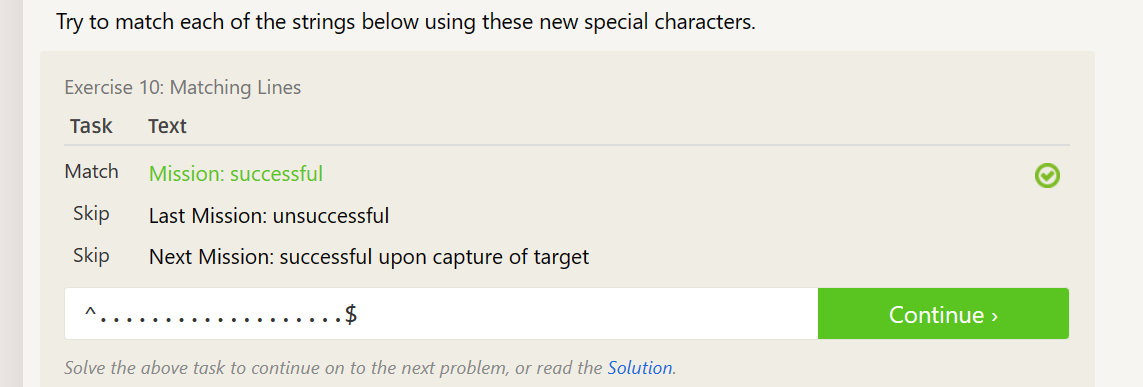 Try to match each of the strings below using these new special characters.
Exercise 10: Matching Lines
Task Text
Match Mission: successful
Skip Last Mission: unsuccessful
Skip Next Mission: successful upon capture of target
^...................$ Continue ›
Solve the above task to continue on to the next problem, or read the Solution.